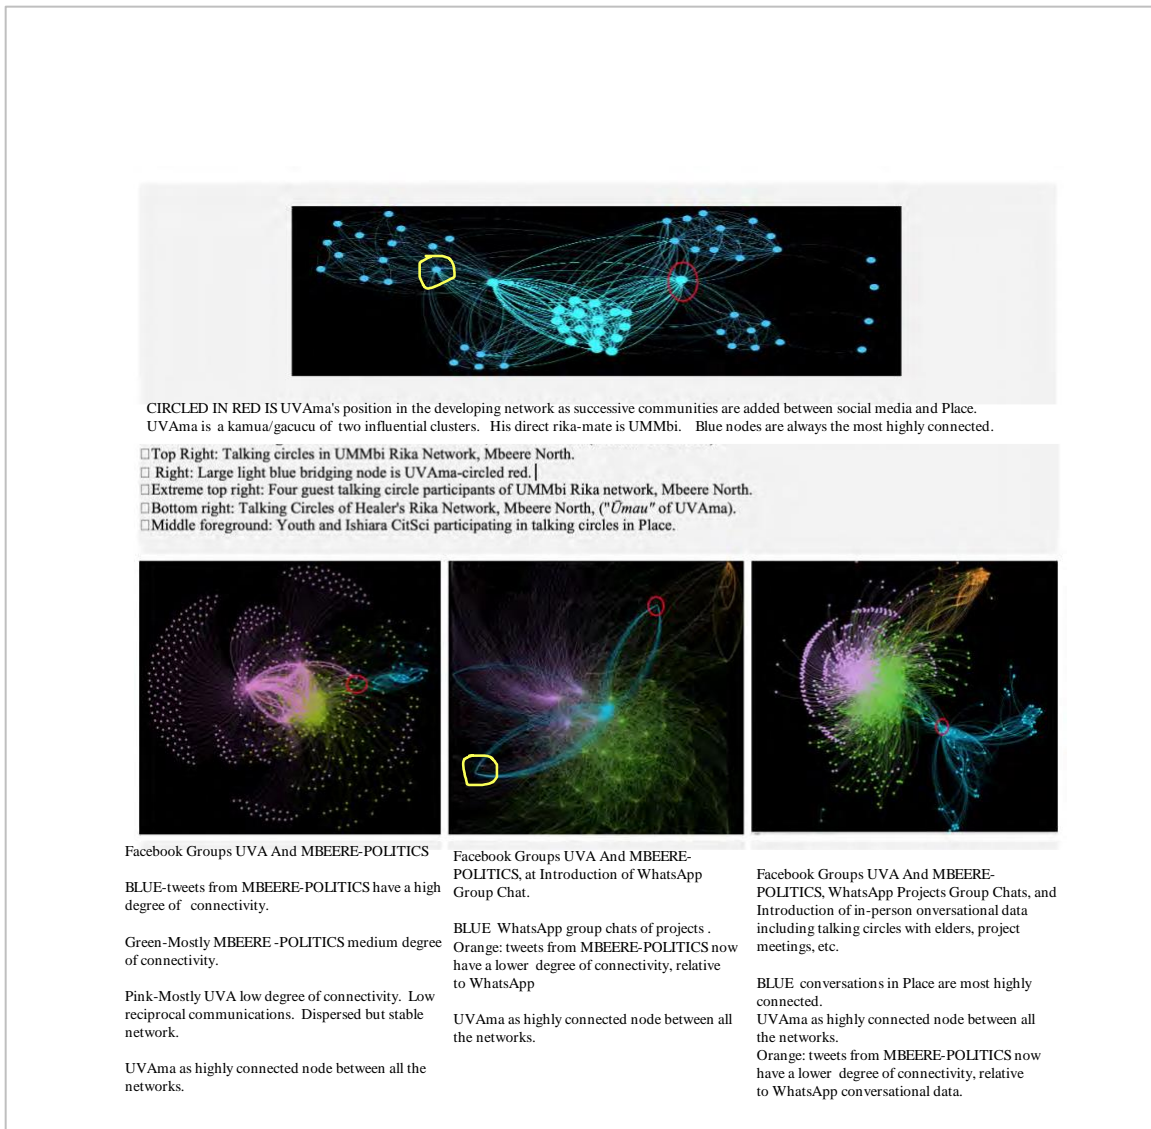 CIRCLED IN RED IS UVAma's position in the developing network as successive communities are added between social media and Place.
UVAma is a kamua/gacucu of two influential clusters. His direct rika-mate is UMMbi. Blue nodes are always the most highly connected.
□Top Right: Talking circles in UMMbi Rika Network, Mbeere North.
□ Right: Large light blue bridging node is UVAma-circled red.
□Extreme top right: Four guest talking circle participants of UMMbi Rika network, Mbeere North.
□Bottom right: Talking Circles of Healer's Rika Network, Mbeere North, ("Ũmau" of UVAma).
□Middle foreground: Youth and Ishiara CitSci participating in talking circles in Place.
Facebook Groups UVA And MBEERE-POLITICS
BLUE-tweets from MBEERE-POLITICS have a high
degree of connectivity.
Green-Mostly MBEERE -POLITICS medium degree
of connectivity.
Pink-Mostly UVA low degree of connectivity. Low
reciprocal communications. Dispersed but stable
network.
UVAma as highly connected node between all the
networks.
Facebook Groups UVA And MBEERE-
POLITICS, at Introduction of WhatsApp
Group Chat.
BLUE WhatsApp group chats of projects .
Orange: tweets from MBEERE-POLITICS now
have a lower degree of connectivity, relative
to WhatsApp
UVAma as highly connected node between all
the networks.
Facebook Groups UVA And MBEERE-
POLITICS, WhatsApp Projects Group Chats, and
Introduction of in-person onversational data
including talking circles with elders, project
meetings, etc.
BLUE conversations in Place are most highly
connected.
UVAma as highly connected node between all
the networks.
Orange: tweets from MBEERE-POLITICS now
have a lower degree of connectivity, relative
to WhatsApp conversational data.